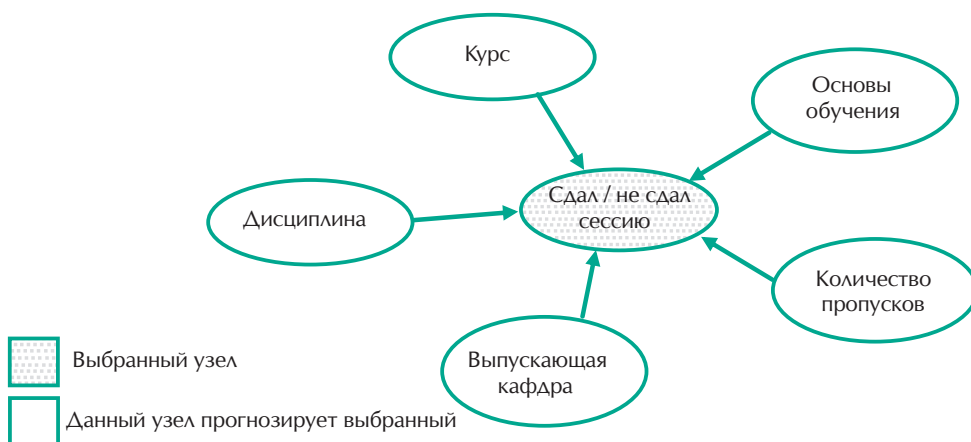 Курс
Основы
обучения
Сдал / не сдал
сессию
Дисциплина
Количество
пропусков
Выпускающая
кафдра
Выбранный узел
Данный узел прогнозирует выбранный